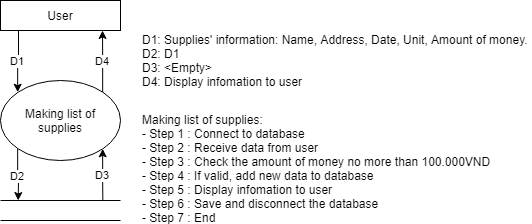 User
D1
D4
Making list of
supplies
D2
D3
D1: Supplies' information: Name, Address, Date, Unit, Amount of money.
D2: D1
D3: <Empty>
D4: Display infomation to user
Making list of supplies:
- Step 1 : Connect to database
- Step 2 : Receive data from user
- Step 3 : Check the amount of money no more than 100.000VND
- Step 4 : If valid, add new data to database
- Step 5 : Display infomation to user
- Step 6 : Save and disconnect the database
- Step 7 : End